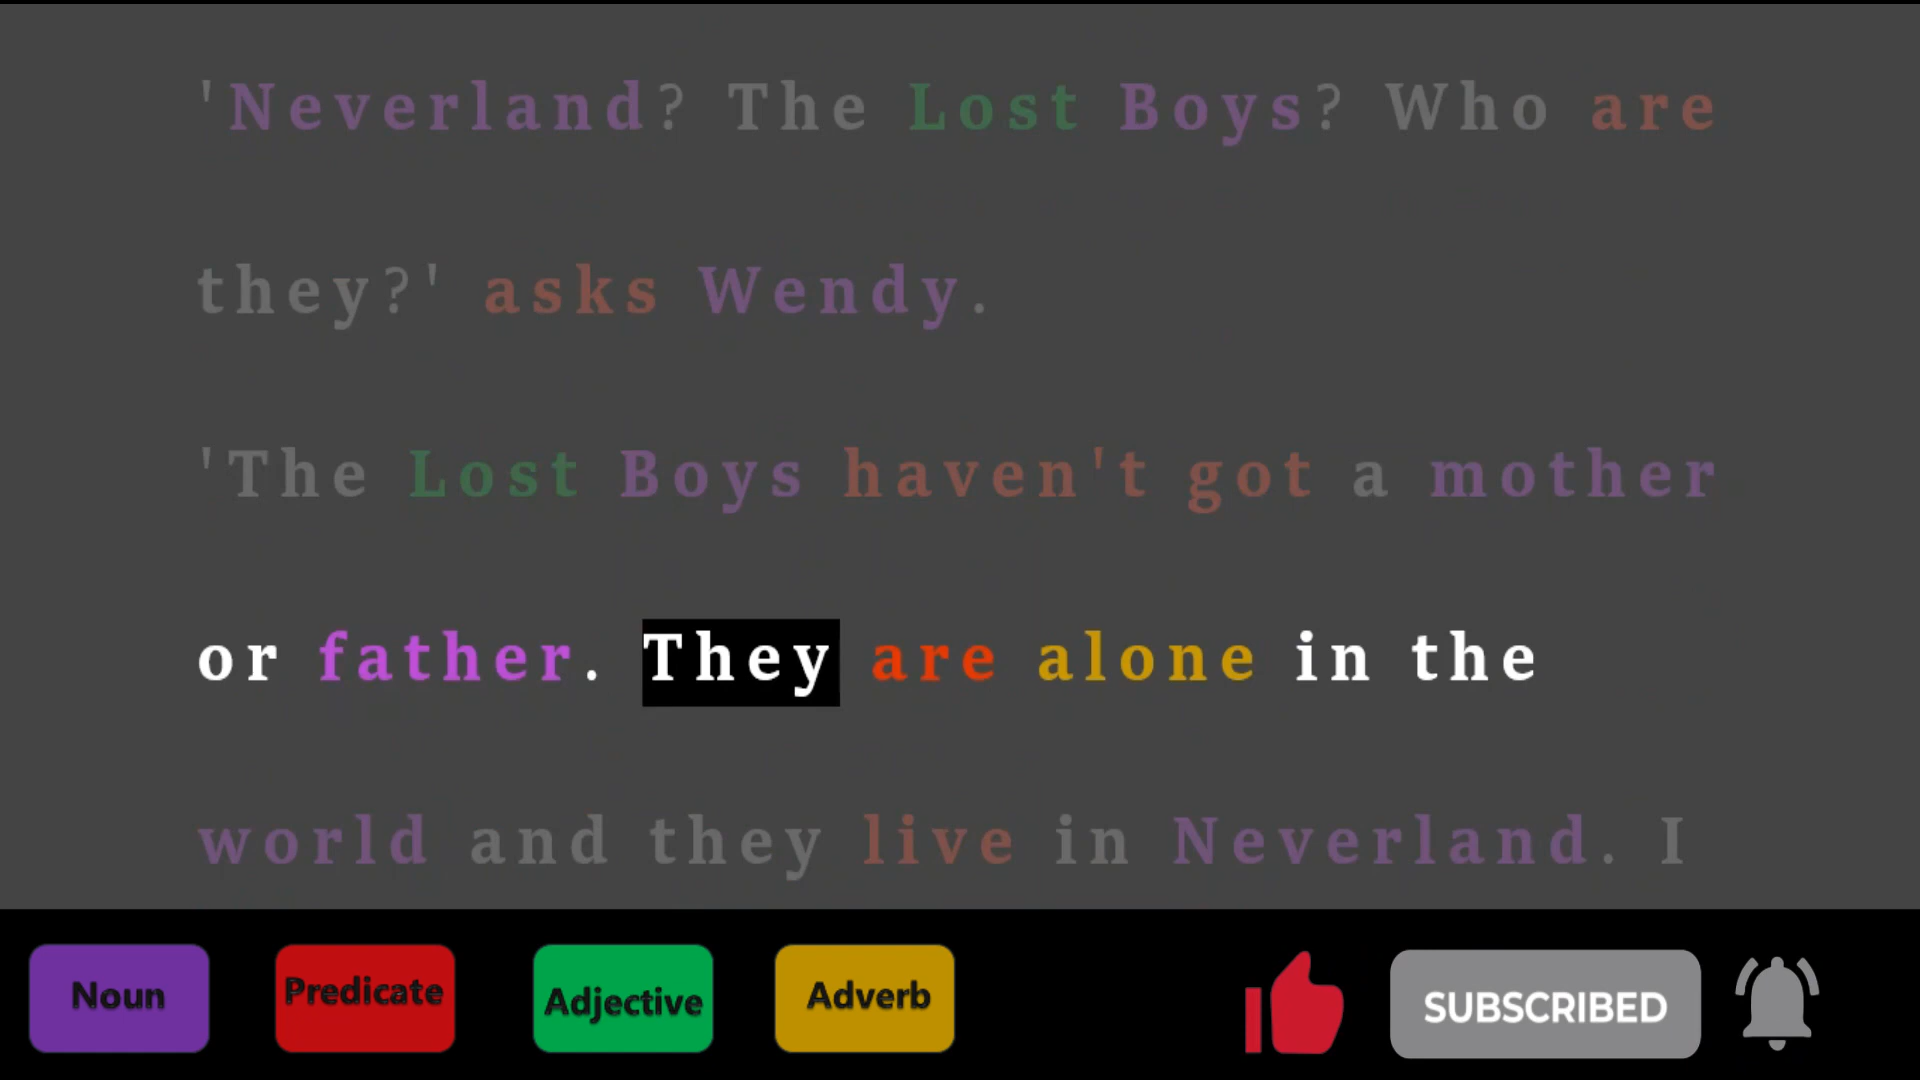 'Neverland? The Lost Boys? Who are
they?' asks Wendy.
'The Lost Boys haven't got a mother
or father. They are alone in the
world and they live in Neverland. I
Noun
Predicate
Adjective
Adverb
SUBSCRIBED